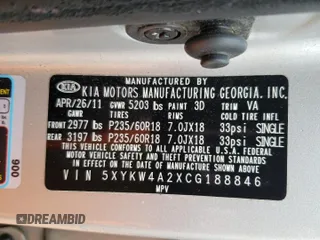 MANUFACTURED BY
KIA KIA MOTORS MANUFACTURING GEORGIA, INC.
APR/26/11 GVWR 5203 lbs PAINT 3D TRIM VA
TIRES RIMS COLD TIRE INFL
FRONT 2977 lbs P235/60R18 7.0JX18 33psi SINGLE
REAR 3197 lbs P235/60R18 7.0JX18 33psi SINGLE
THIS VEHICLE CONFORMS TO ALL APPLICABLE FEDERAL
MOTOR VEHICLE SAFETY AND THEFT PREVENTION STANDARDS
IN EFFECT ON THE DATE OF MANUFACTURE SHOWN ABOVE.
VIN 5XYKW4A2XCG188846
MPV
900
DREAMBID